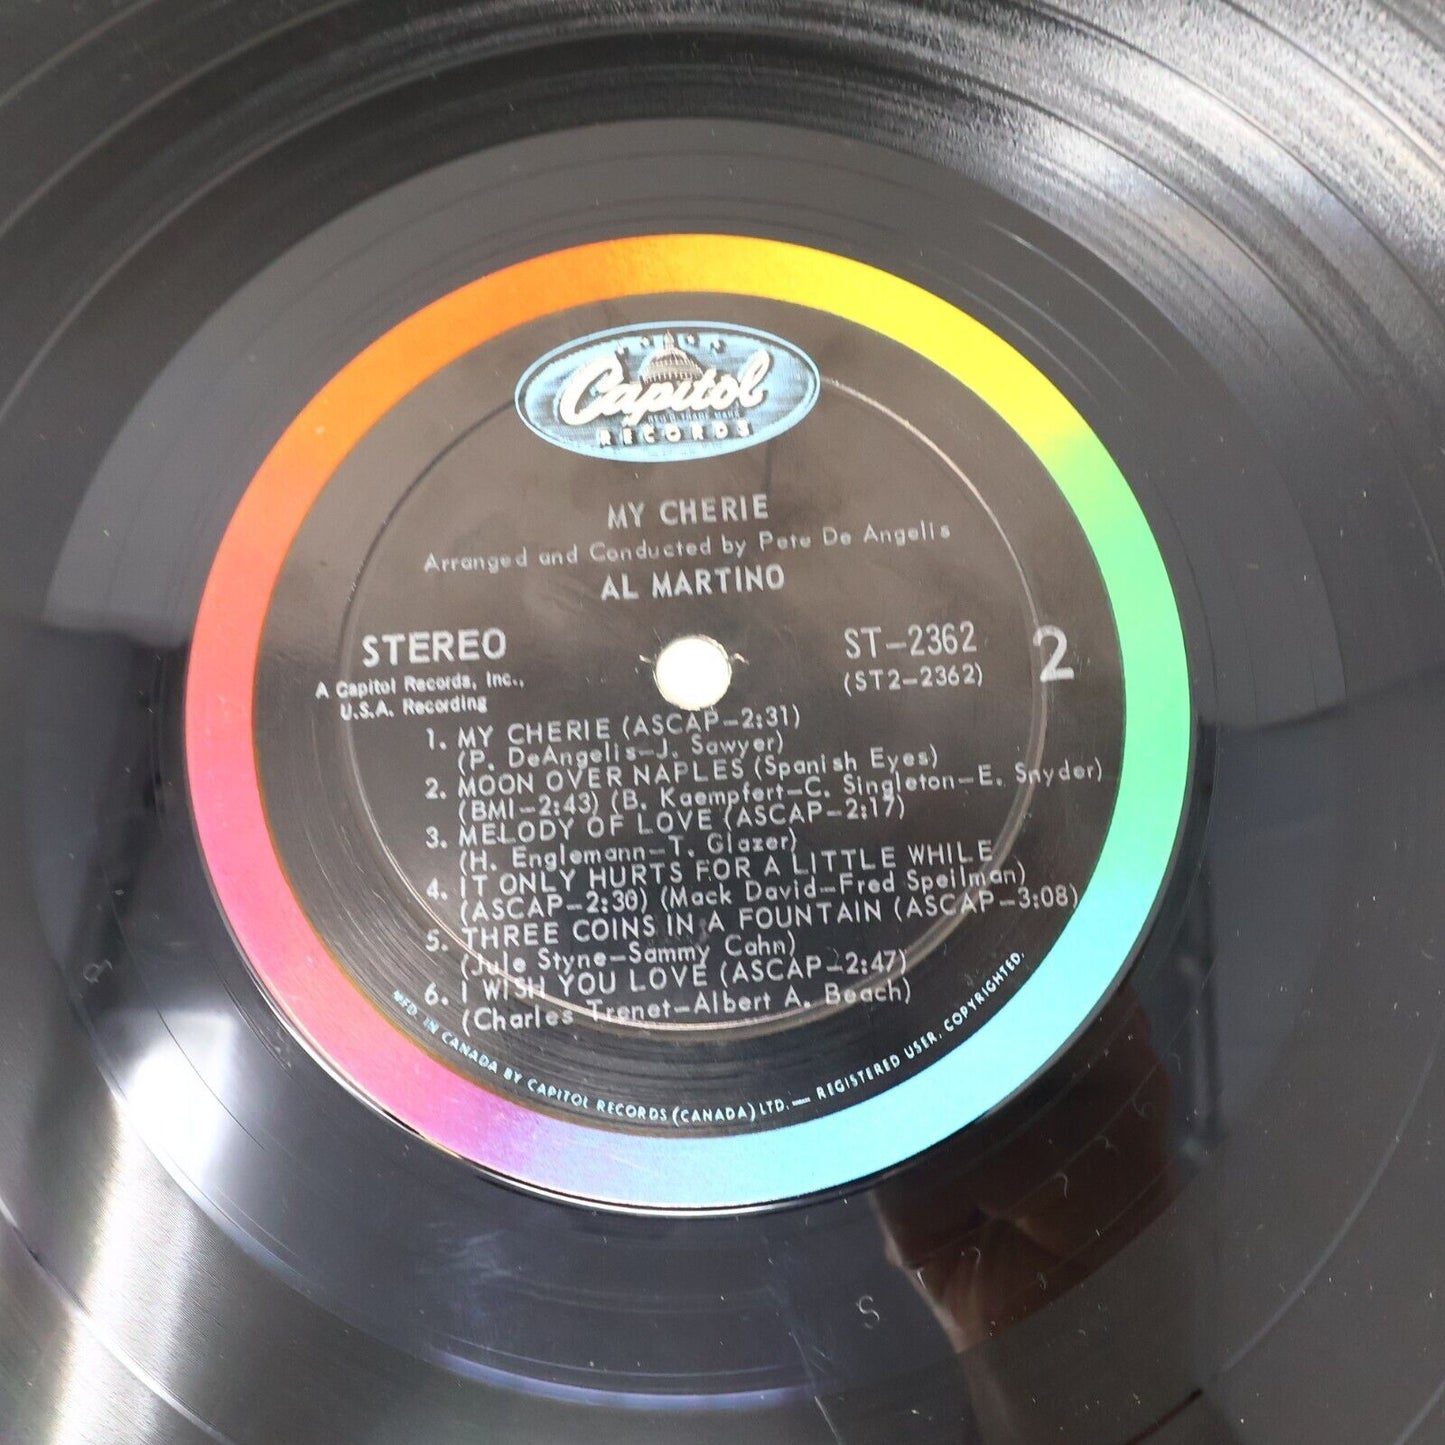 Capitol
RECORDS
MY CHERIE
Arranged and Conducted by Pete De Angelis
AL MARTINO
STEREO
A Capitol Records, Inc.,
U.S.A. Recording
ST-2362
(ST2-2362)
2
1. MY CHERIE (ASCAP-2:31)
(P. DeAngelis-J. Sawyer)
2. MOON OVER NAPLES (Spanish Eyes)
(BMI-2:43) (B. Kaempfert-C. Singleton-E. Snyder)
3. MELODY OF LOVE (ASCAP-2:17)
(H. Englemann-T. Glazer)
4. IT ONLY HURTS FOR A LITTLE WHILE
(ASCAP-2:30) (Mack David-Fred Speilman)
5. THREE COINS IN A FOUNTAIN (ASCAP-3:08)
(Jule Styne-Sammy Cahn)
6. I WISH YOU LOVE (ASCAP-2:47)
(Charles Trenet-Albert A. Beach)
MFD. IN CANADA BY CAPITOL RECORDS (CANADA) LTD. — REGISTERED USER. COPYRIGHTED.
S